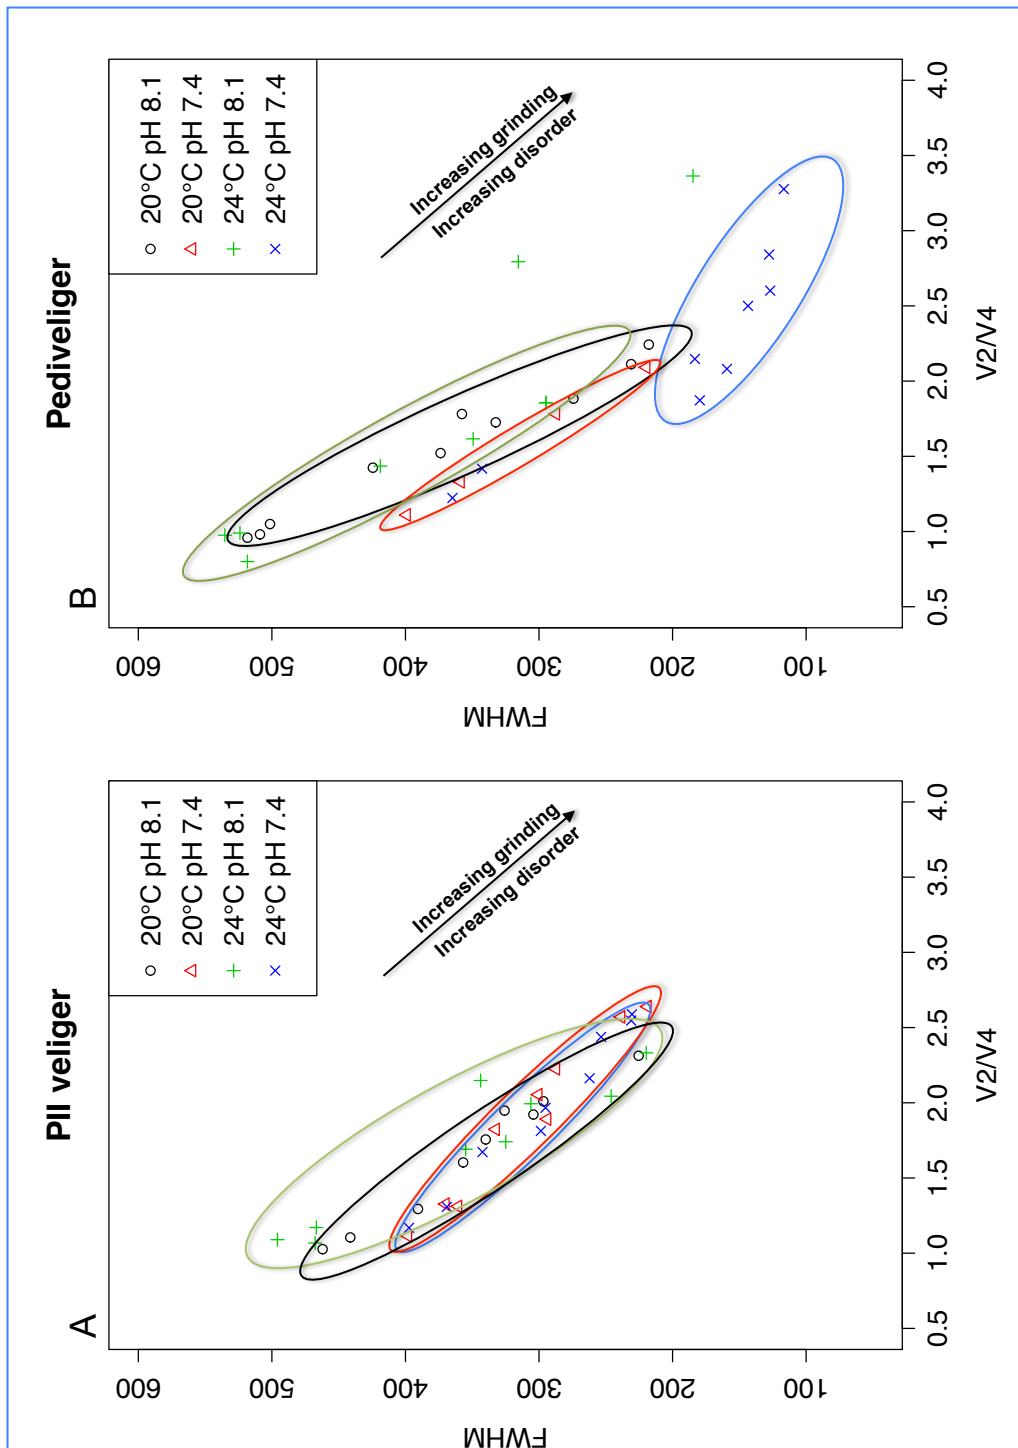 A
PII veliger
20°C pH 8.1
20°C pH 7.4
24°C pH 8.1
24°C pH 7.4
Increasing grinding
Increasing disorder
FWHM
600
500
400
300
200
100
0.5 1.0 1.5 2.0 2.5 3.0 3.5 4.0
V2/V4
B
Pediveliger
20°C pH 8.1
20°C pH 7.4
24°C pH 8.1
24°C pH 7.4
Increasing grinding
Increasing disorder
FWHM
600
500
400
300
200
100
0.5 1.0 1.5 2.0 2.5 3.0 3.5 4.0
V2/V4